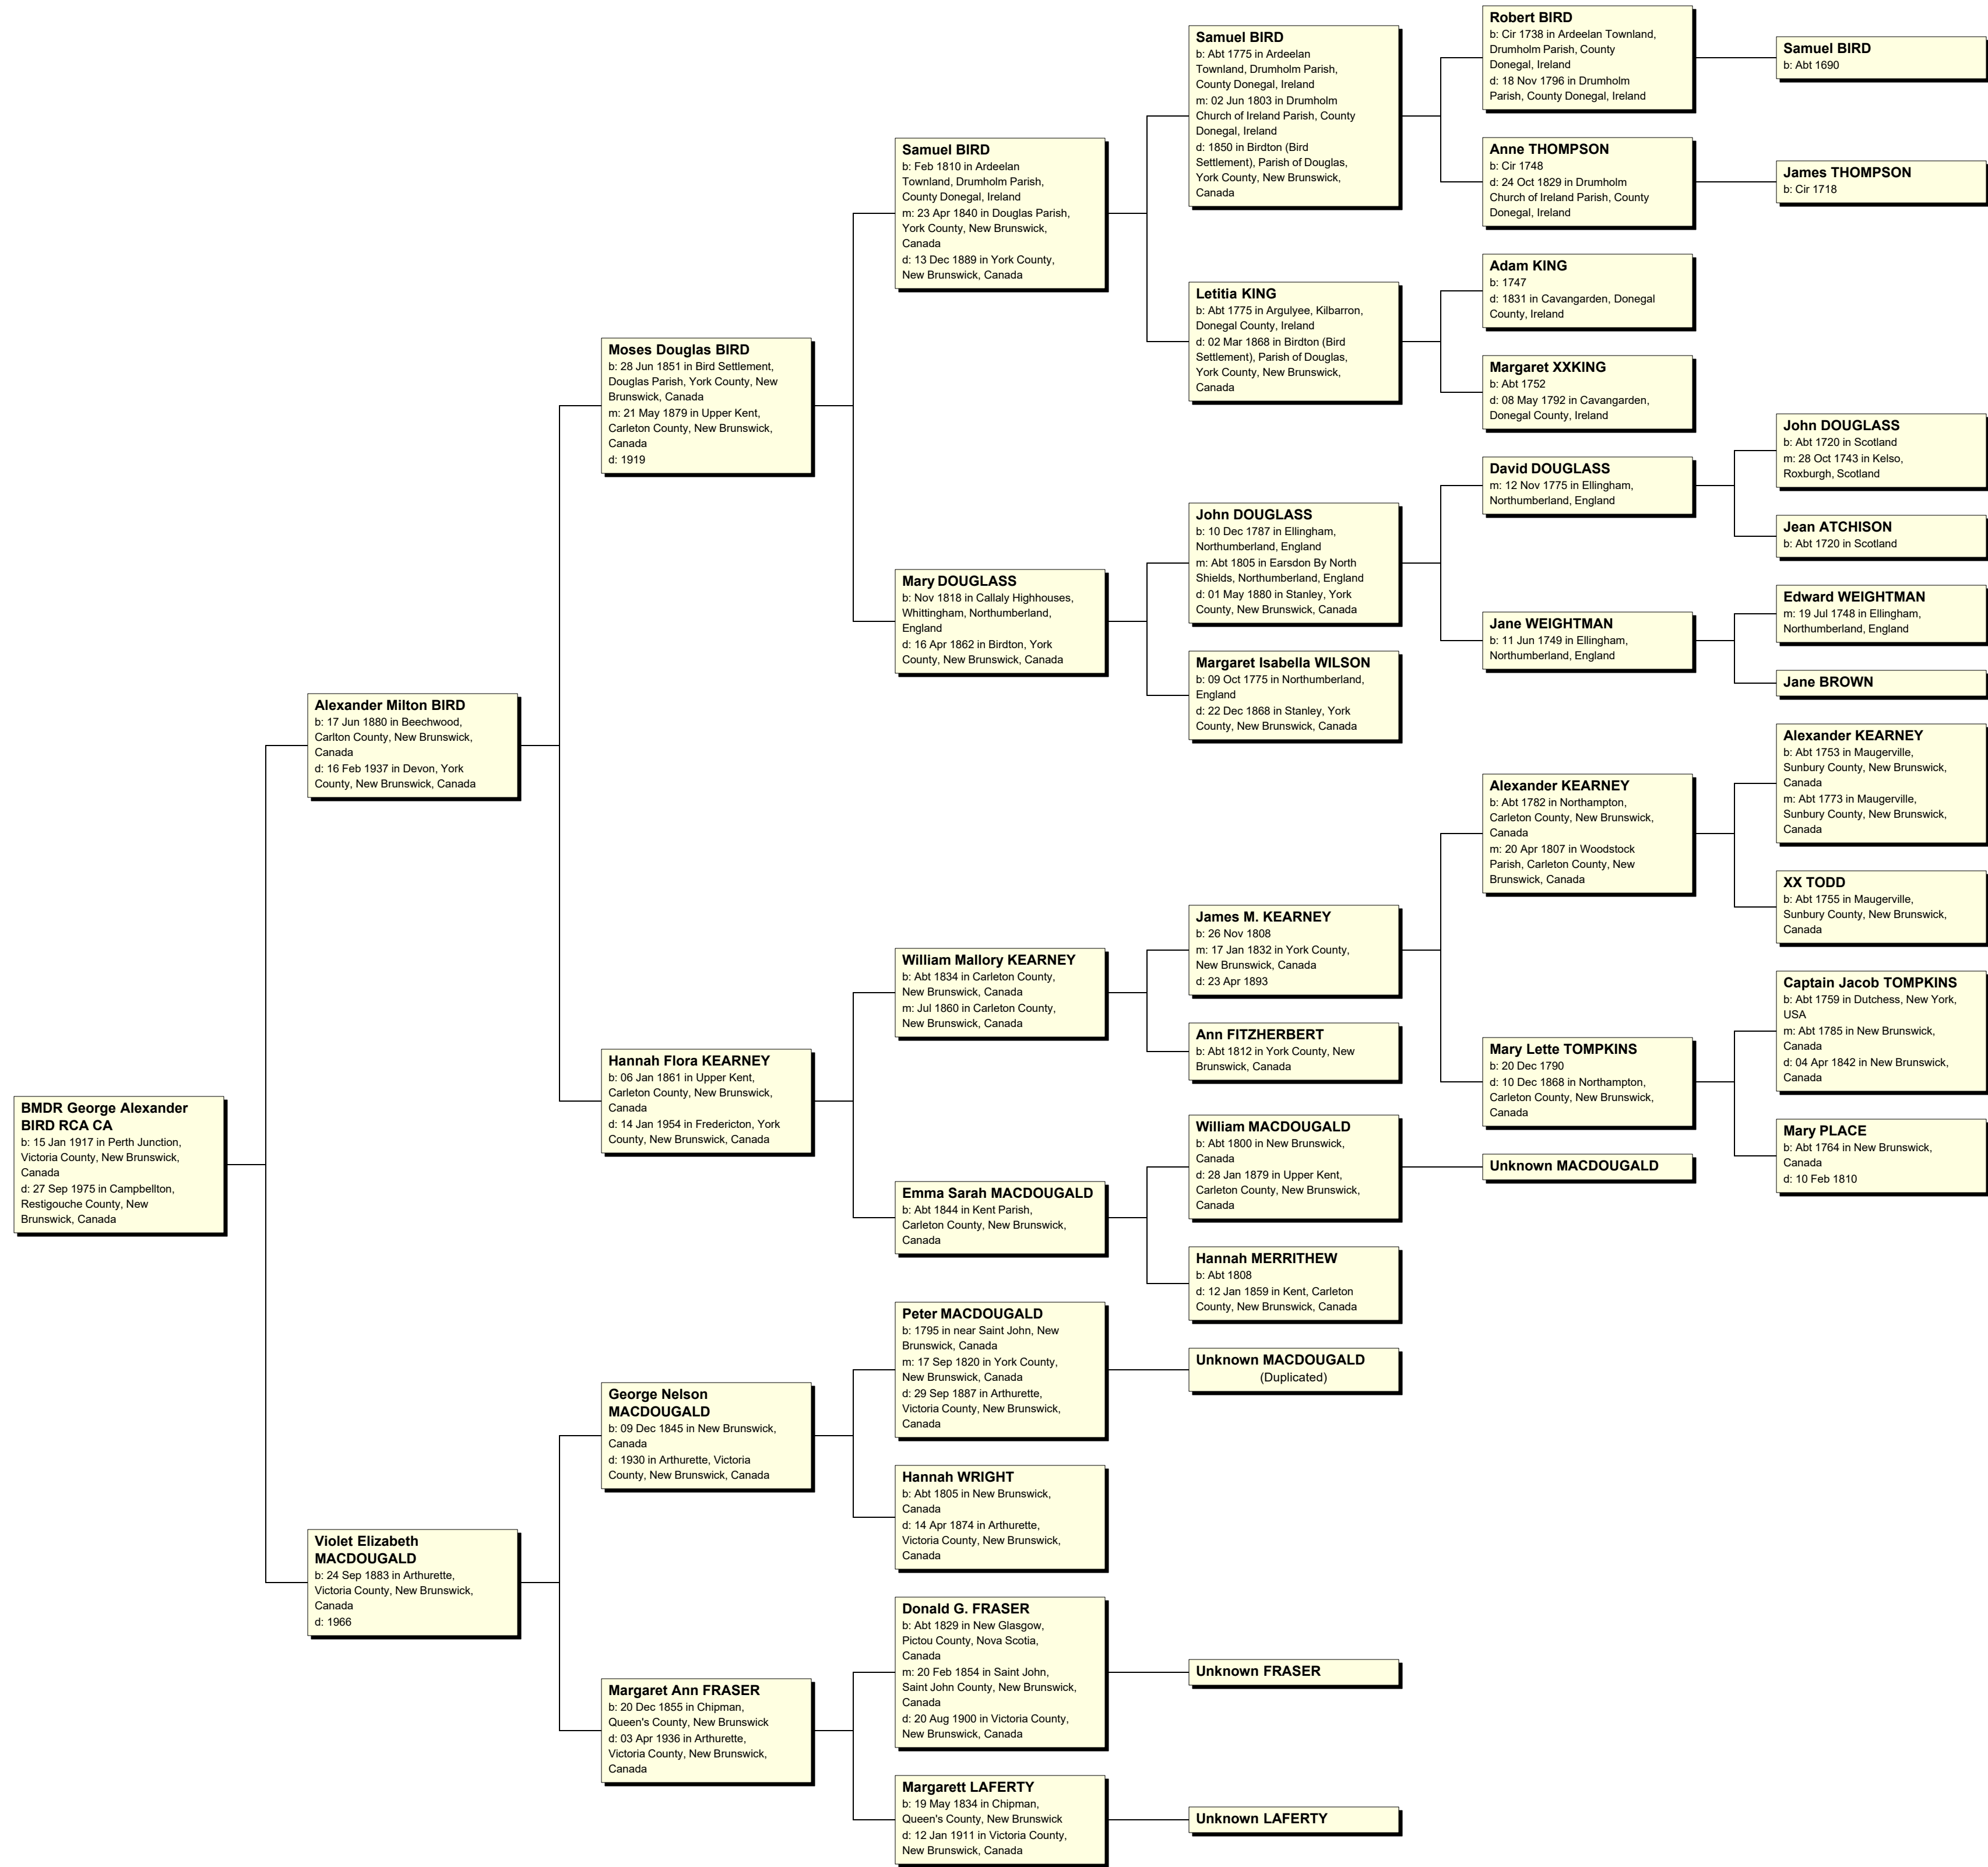 BMDR George Alexander
BIRD RCA CA
b: 15 Jan 1917 in Perth Junction,
Victoria County, New Brunswick,
Canada
d: 27 Sep 1975 in Campbellton,
Restigouche County, New
Brunswick, Canada
Alexander Milton BIRD
b: 17 Jun 1880 in Beechwood,
Carlton County, New Brunswick,
Canada
d: 16 Feb 1937 in Devon, York
County, New Brunswick, Canada
Violet Elizabeth
MACDOUGALD
b: 24 Sep 1883 in Arthurette,
Victoria County, New Brunswick,
Canada
d: 1966
Moses Douglas BIRD
b: 28 Jun 1851 in Bird Settlement,
Douglas Parish, York County, New
Brunswick, Canada
m: 21 May 1879 in Upper Kent,
Carleton County, New Brunswick,
Canada
d: 1919
Hannah Flora KEARNEY
b: 06 Jan 1861 in Upper Kent,
Carleton County, New Brunswick,
Canada
d: 14 Jan 1954 in Fredericton, York
County, New Brunswick, Canada
George Nelson
MACDOUGALD
b: 09 Dec 1845 in New Brunswick,
Canada
d: 1930 in Arthurette, Victoria
County, New Brunswick, Canada
Margaret Ann FRASER
b: 20 Dec 1855 in Chipman,
Queen's County, New Brunswick
d: 03 Apr 1936 in Arthurette,
Victoria County, New Brunswick,
Canada
Samuel BIRD
b: Feb 1810 in Ardeelan
Townland, Drumholm Parish,
County Donegal, Ireland
m: 23 Apr 1840 in Douglas Parish,
York County, New Brunswick,
Canada
d: 13 Dec 1889 in York County,
New Brunswick, Canada
Mary DOUGLASS
b: Nov 1818 in Callaly Highhouses,
Whittingham, Northumberland,
England
d: 16 Apr 1862 in Birdton, York
County, New Brunswick, Canada
William Mallory KEARNEY
b: Abt 1834 in Carleton County,
New Brunswick, Canada
m: Jul 1860 in Carleton County,
New Brunswick, Canada
Emma Sarah MACDOUGALD
b: Abt 1844 in Kent Parish,
Carleton County, New Brunswick,
Canada
Peter MACDOUGALD
b: 1795 in near Saint John, New
Brunswick, Canada
m: 17 Sep 1820 in York County,
New Brunswick, Canada
d: 29 Sep 1887 in Arthurette,
Victoria County, New Brunswick,
Canada
Hannah WRIGHT
b: Abt 1805 in New Brunswick,
Canada
d: 14 Apr 1874 in Arthurette,
Victoria County, New Brunswick,
Canada
Donald G. FRASER
b: Abt 1829 in New Glasgow,
Pictou County, Nova Scotia,
Canada
m: 20 Feb 1854 in Saint John,
Saint John County, New Brunswick,
Canada
d: 20 Aug 1900 in Victoria County,
New Brunswick, Canada
Margarett LAFERTY
b: 19 May 1834 in Chipman,
Queen's County, New Brunswick
d: 12 Jan 1911 in Victoria County,
New Brunswick, Canada
Samuel BIRD
b: Abt 1775 in Ardeelan
Townland, Drumholm Parish,
County Donegal, Ireland
m: 02 Jun 1803 in Drumholm
Church of Ireland Parish, County
Donegal, Ireland
d: 1850 in Birdton (Bird
Settlement), Parish of Douglas,
York County, New Brunswick,
Canada
Letitia KING
b: Abt 1775 in Argulyee, Kilbarron,
Donegal County, Ireland
d: 02 Mar 1868 in Birdton (Bird
Settlement), Parish of Douglas,
York County, New Brunswick,
Canada
John DOUGLASS
b: 10 Dec 1787 in Ellingham,
Northumberland, England
m: Abt 1805 in Earsdon By North
Shields, Northumberland, England
d: 01 May 1880 in Stanley, York
County, New Brunswick, Canada
Margaret Isabella WILSON
b: 09 Oct 1775 in Northumberland,
England
d: 22 Dec 1868 in Stanley, York
County, New Brunswick, Canada
James M. KEARNEY
b: 26 Nov 1808
m: 17 Jan 1832 in York County,
New Brunswick, Canada
d: 23 Apr 1893
Ann FITZHERBERT
b: Abt 1812 in York County, New
Brunswick, Canada
William MACDOUGALD
b: Abt 1800 in New Brunswick,
Canada
d: 28 Jan 1879 in Upper Kent,
Carleton County, New Brunswick,
Canada
Hannah MERRITHEW
b: Abt 1808
d: 12 Jan 1859 in Kent, Carleton
County, New Brunswick, Canada
Unknown MACDOUGALD
(Duplicated)
Unknown FRASER
Unknown LAFERTY
Robert BIRD
b: Cir 1738 in Ardeelan Townland,
Drumholm Parish, County
Donegal, Ireland
d: 18 Nov 1796 in Drumholm
Parish, County Donegal, Ireland
Anne THOMPSON
b: Cir 1748
d: 24 Oct 1829 in Drumholm
Church of Ireland Parish, County
Donegal, Ireland
Adam KING
b: 1747
d: 1831 in Cavangarden, Donegal
County, Ireland
Margaret XXKING
b: Abt 1752
d: 08 May 1792 in Cavangarden,
Donegal County, Ireland
David DOUGLASS
m: 12 Nov 1775 in Ellingham,
Northumberland, England
Jane WEIGHTMAN
b: 11 Jun 1749 in Ellingham,
Northumberland, England
Alexander KEARNEY
b: Abt 1782 in Northampton,
Carleton County, New Brunswick,
Canada
m: 20 Apr 1807 in Woodstock
Parish, Carleton County, New
Brunswick, Canada
Mary Lette TOMPKINS
b: 20 Dec 1790
d: 10 Dec 1868 in Northampton,
Carleton County, New Brunswick,
Canada
Unknown MACDOUGALD
Samuel BIRD
b: Abt 1690
James THOMPSON
b: Cir 1718
John DOUGLASS
b: Abt 1720 in Scotland
m: 28 Oct 1743 in Kelso,
Roxburgh, Scotland
Jean ATCHISON
b: Abt 1720 in Scotland
Edward WEIGHTMAN
m: 19 Jul 1748 in Ellingham,
Northumberland, England
Jane BROWN
Alexander KEARNEY
b: Abt 1753 in Maugerville,
Sunbury County, New Brunswick,
Canada
m: Abt 1773 in Maugerville,
Sunbury County, New Brunswick,
Canada
XX TODD
b: Abt 1755 in Maugerville,
Sunbury County, New Brunswick,
Canada
Captain Jacob TOMPKINS
b: Abt 1759 in Dutchess, New York,
USA
m: Abt 1785 in New Brunswick,
Canada
d: 04 Apr 1842 in New Brunswick,
Canada
Mary PLACE
b: Abt 1764 in New Brunswick,
Canada
d: 10 Feb 1810